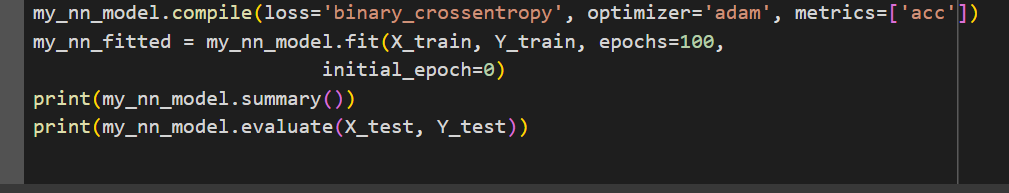 my_nn_model.compile(loss='binary_crossentropy', optimizer='adam', metrics=['acc'])
my_nn_fitted = my_nn_model.fit(X_train, Y_train, epochs=100,
                         initial_epoch=0)
print(my_nn_model.summary())
print(my_nn_model.evaluate(X_test, Y_test))